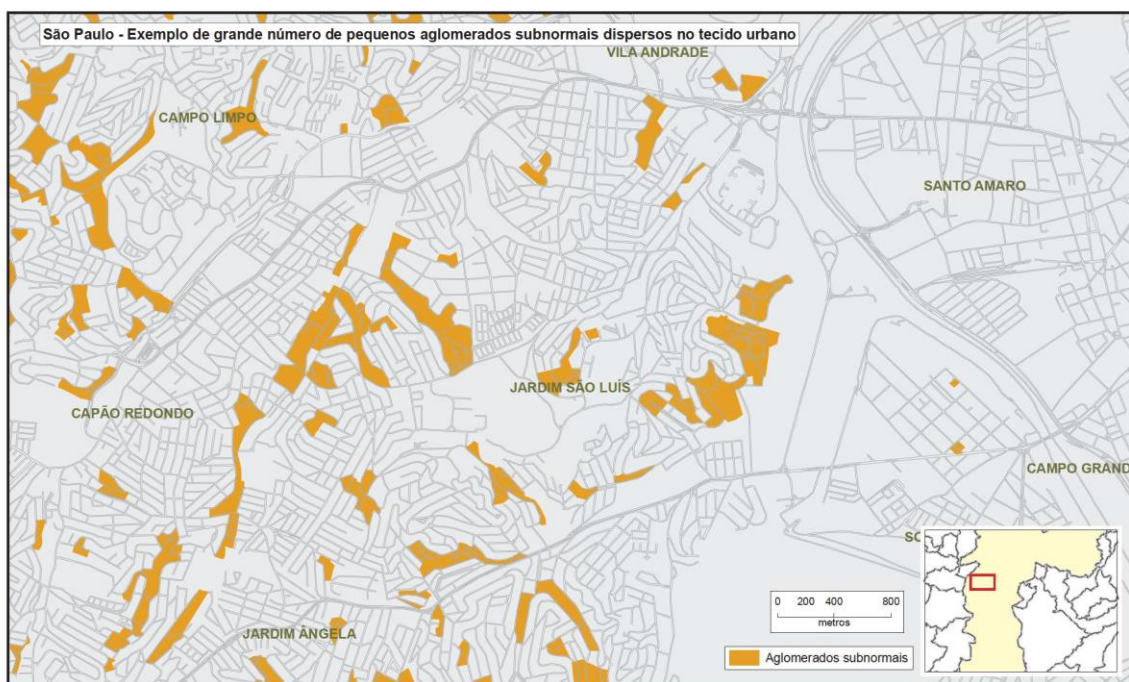 São Paulo - Exemplo de grande número de pequenos aglomerados subnormais dispersos no tecido urbano
VILA ANDRADE
CAMPO LIMPO
SANTO AMARO
JARDIM SÃO LUÍS
CAPÃO REDONDO
CAMPO GRAND
SO
JARDIM ÂNGELA
0 200 400 800
metros
Aglomerados subnormais